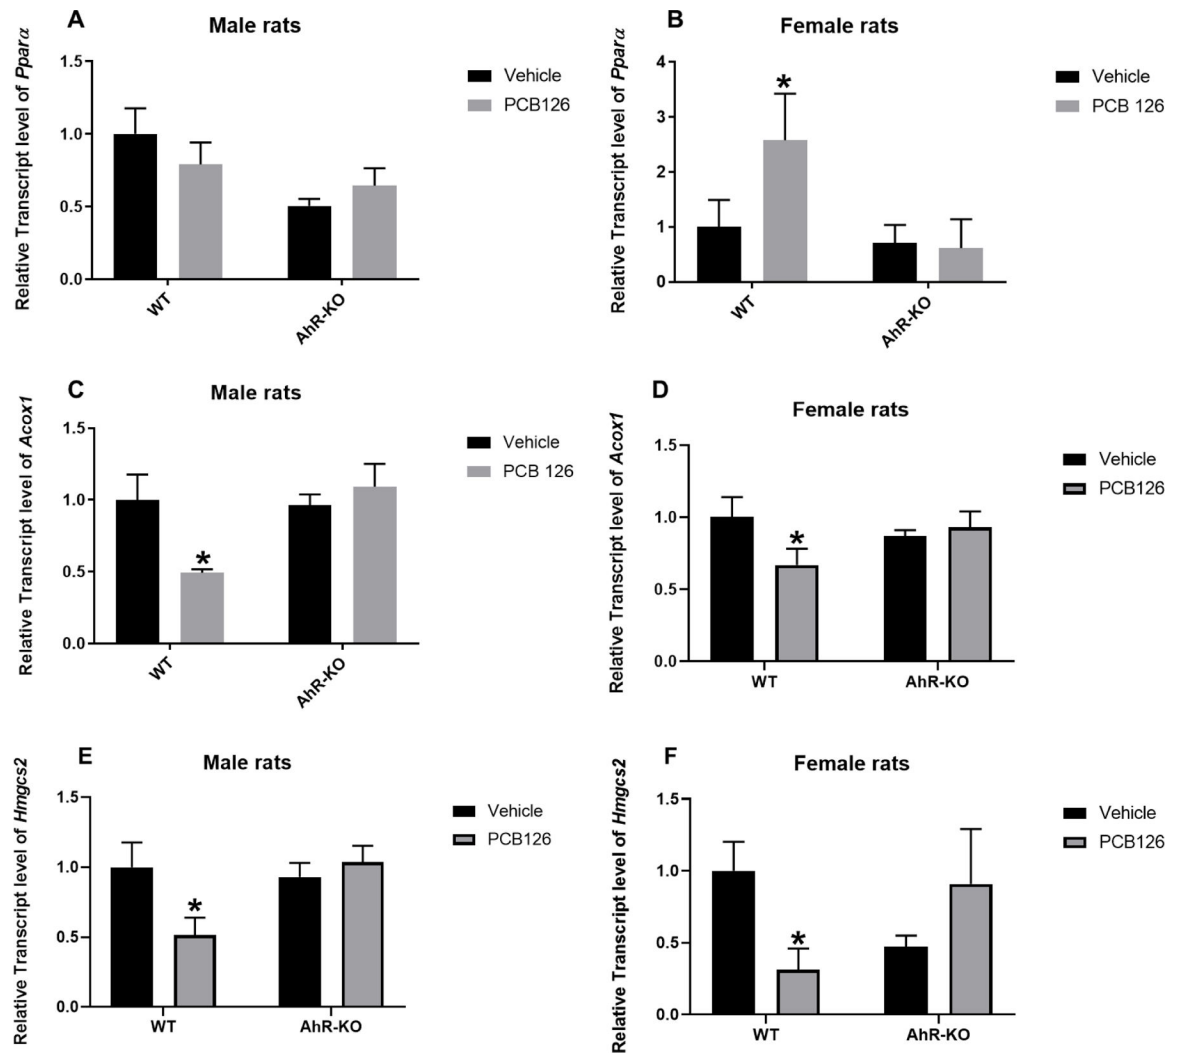 A
Male rats
Relative Transcript level of Pparα
1.5
1.0
0.5
0.0
WT
AhR-KO
Vehicle
PCB126
B
Female rats
Relative Transcript level of Pparα
4
3
2
1
0
*
WT
AhR-KO
Vehicle
PCB 126
C
Male rats
Relative Transcript level of Acox1
1.5
1.0
0.5
0.0
*
WT
AhR-KO
Vehicle
PCB 126
D
Female rats
Relative Transcript level of Acox1
1.5
1.0
0.5
0.0
*
WT
AhR-KO
Vehicle
PCB126
E
Male rats
Relative Transcript level of Hmgcs2
1.5
1.0
0.5
0.0
*
WT
AhR-KO
Vehicle
PCB126
F
Female rats
Relative Transcript level of Hmgcs2
1.5
1.0
0.5
0.0
*
WT
AhR-KO
Vehicle
PCB126